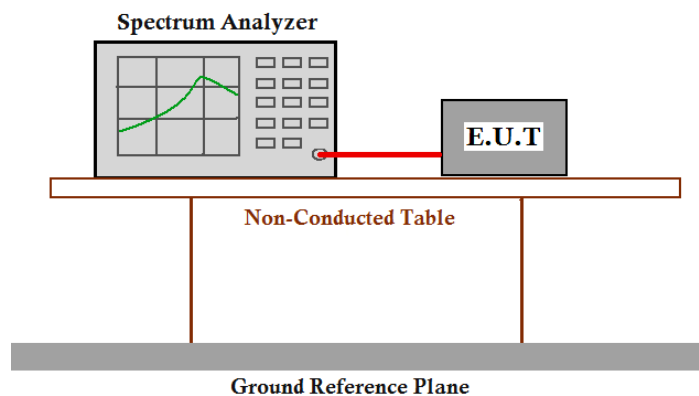 Spectrum Analyzer
E.U.T
Non-Conducted Table
Ground Reference Plane